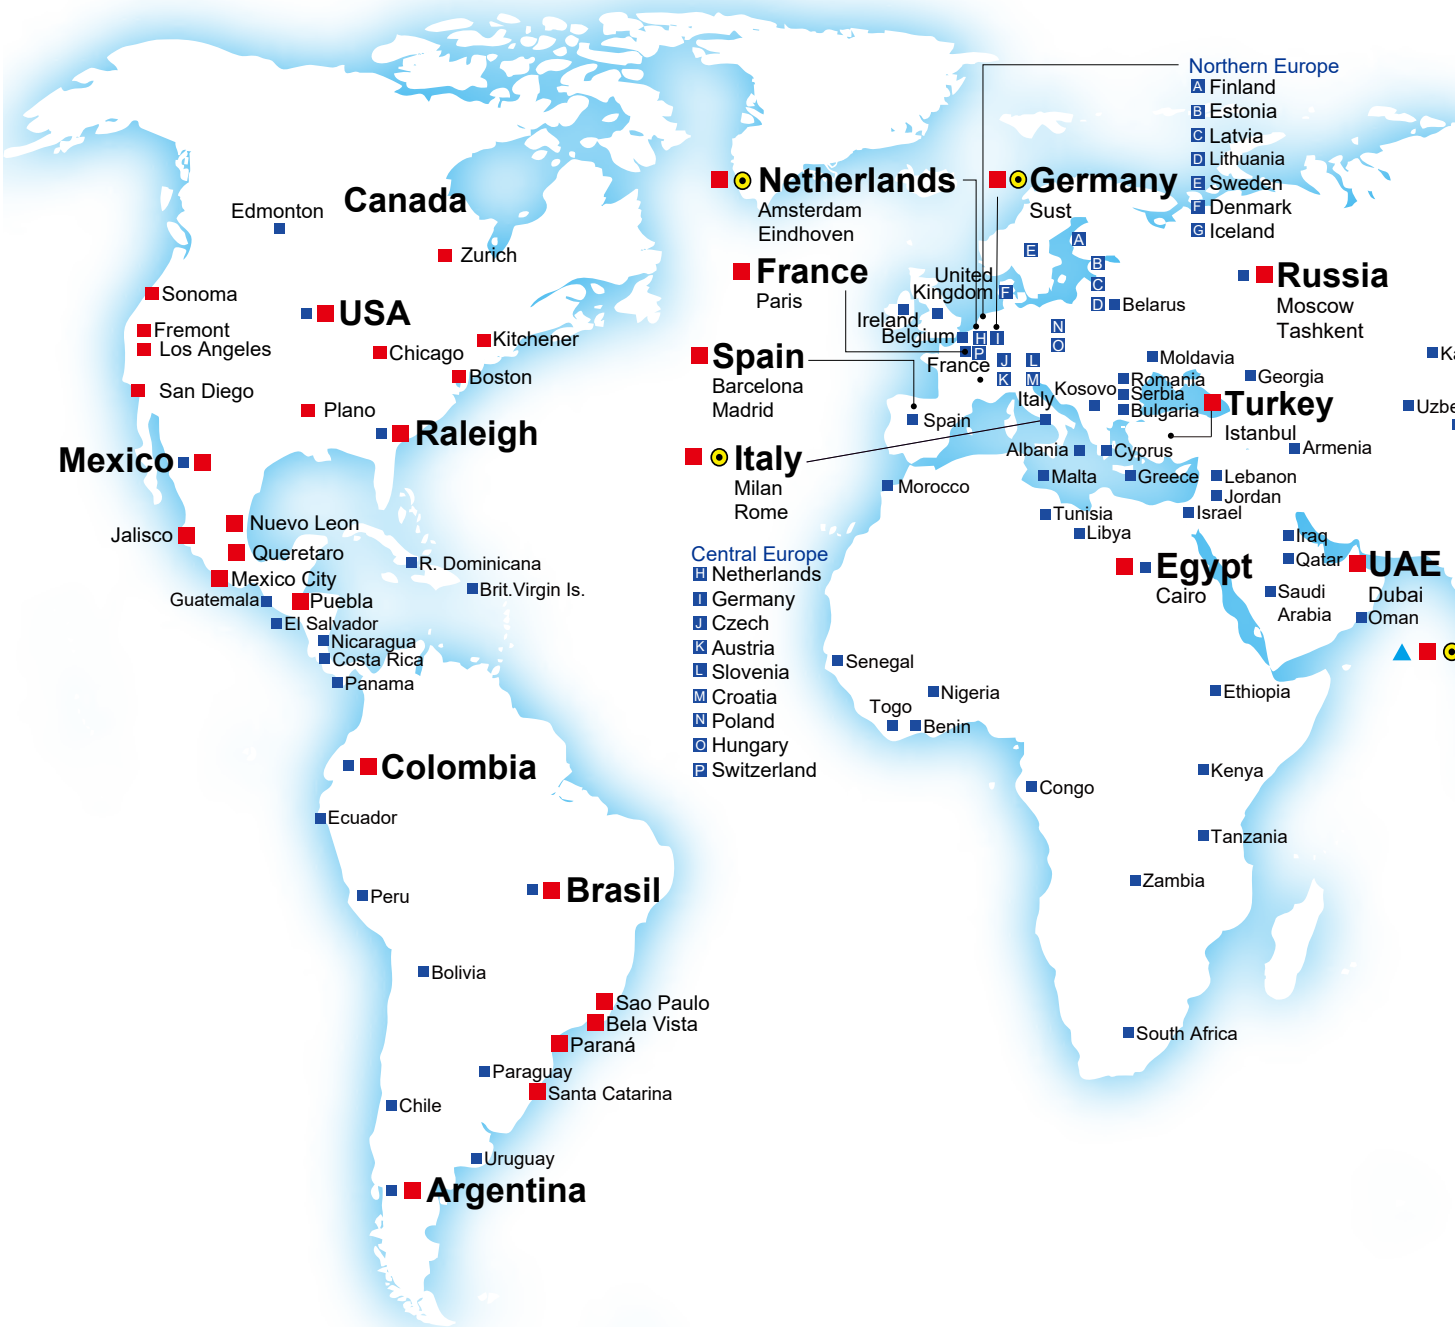 Northern Europe
A Finland
B Estonia
C Latvia
D Lithuania
E Sweden
F Denmark
G Iceland
Canada
Edmonton
Zurich
Sonoma
USA
Fremont
Los Angeles
Kitchener
Chicago
Boston
San Diego
Plano
Raleigh
Mexico
Nuevo Leon
Jalisco
Queretaro
Mexico City
Guatemala
Puebla
El Salvador
Nicaragua
Costa Rica
Panama
R. Dominicana
Brit.Virgin Is.
Colombia
Ecuador
Peru
Brasil
Bolivia
Sao Paulo
Bela Vista
Paraná
Paraguay
Santa Catarina
Chile
Uruguay
Argentina
Netherlands
Amsterdam
Eindhoven
France
Paris
Spain
Barcelona
Madrid
Italy
Milan
Rome
Central Europe
H Netherlands
I Germany
J Czech
K Austria
L Slovenia
M Croatia
N Poland
O Hungary
P Switzerland
Germany
Sust
E
A
B
C
D
F
United
Kingdom
Ireland
Belgium
H
I
P
France
J
L
K
M
N
O
Belarus
Russia
Moscow
Tashkent
Moldavia
Romania
Serbia
Bulgaria
Kosovo
Italy
Spain
Georgia
Turkey
Istanbul
Armenia
Ka
Uzbe
Albania
Cyprus
Malta
Greece
Lebanon
Jordan
Israel
Morocco
Tunisia
Libya
Iraq
Qatar
UAE
Dubai
Saudi
Arabia
Oman
Egypt
Cairo
Senegal
Nigeria
Togo
Benin
Ethiopia
Congo
Kenya
Tanzania
Zambia
South Africa